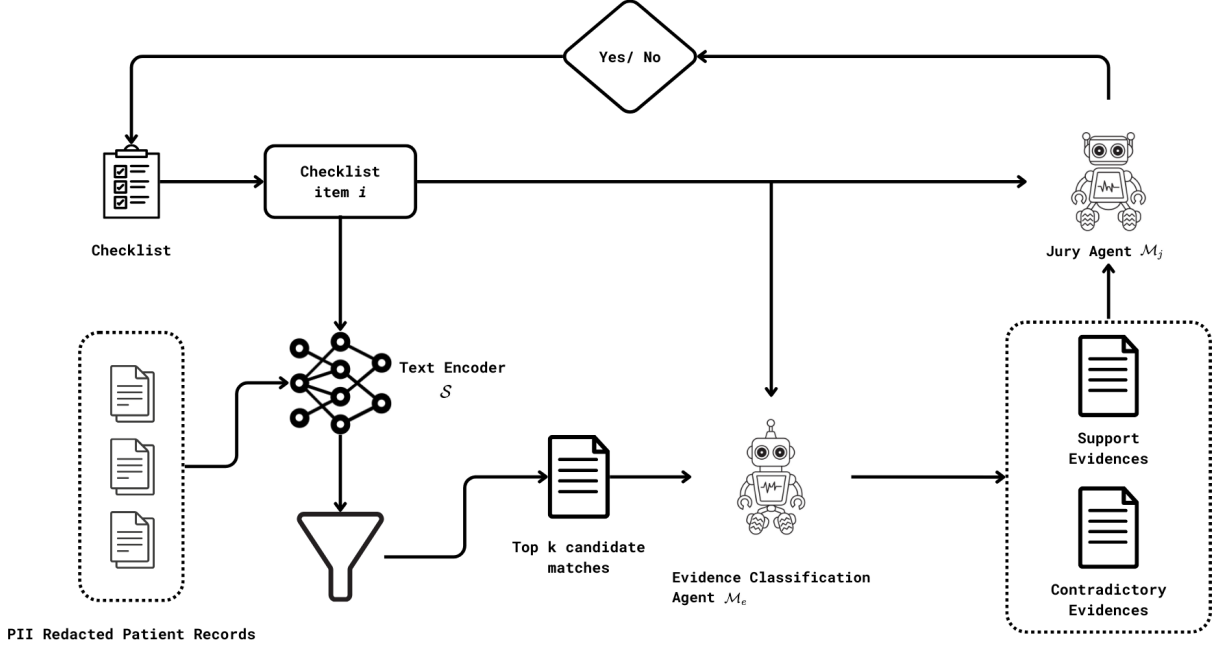 Yes/ No
Checklist
item i
Checklist
Jury Agent ℳj
Text Encoder
𝒮
Support
Evidences
Top k candidate
matches
Evidence Classification
Agent ℳe
Contradictory
Evidences
PII Redacted Patient Records